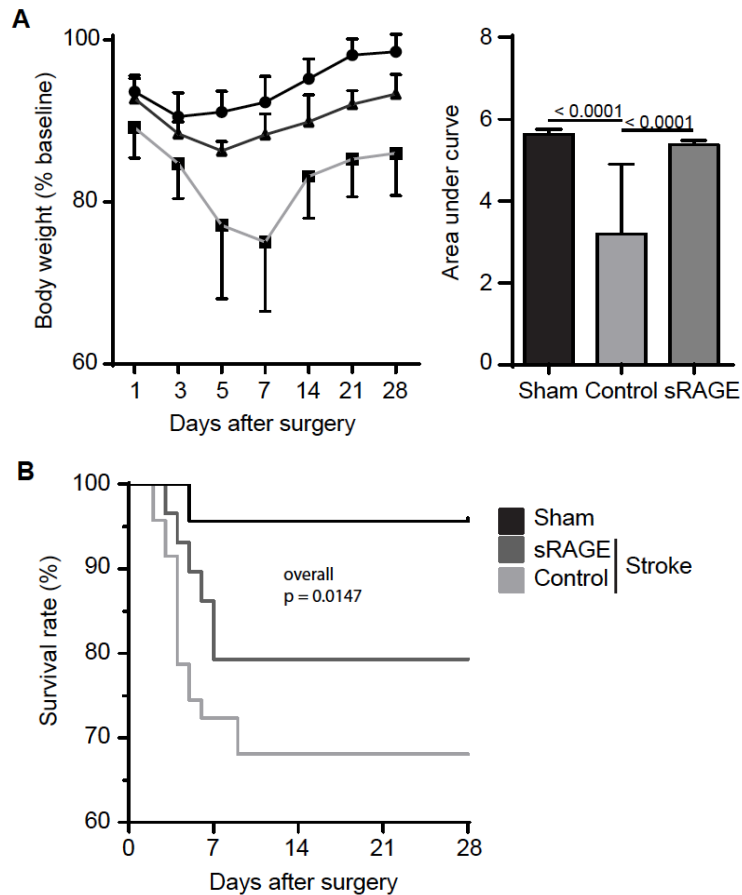 A
Body weight (% baseline)
100
80
60
1 3 5 7 14 21 28
Days after surgery
Area under curve
8
6
4
2
0
< 0.0001
< 0.0001
Sham Control sRAGE
B
Survival rate (%)
100
90
80
70
60
0 7 14 21 28
Days after surgery
overall
p = 0.0147
Sham
sRAGE
Control
Stroke